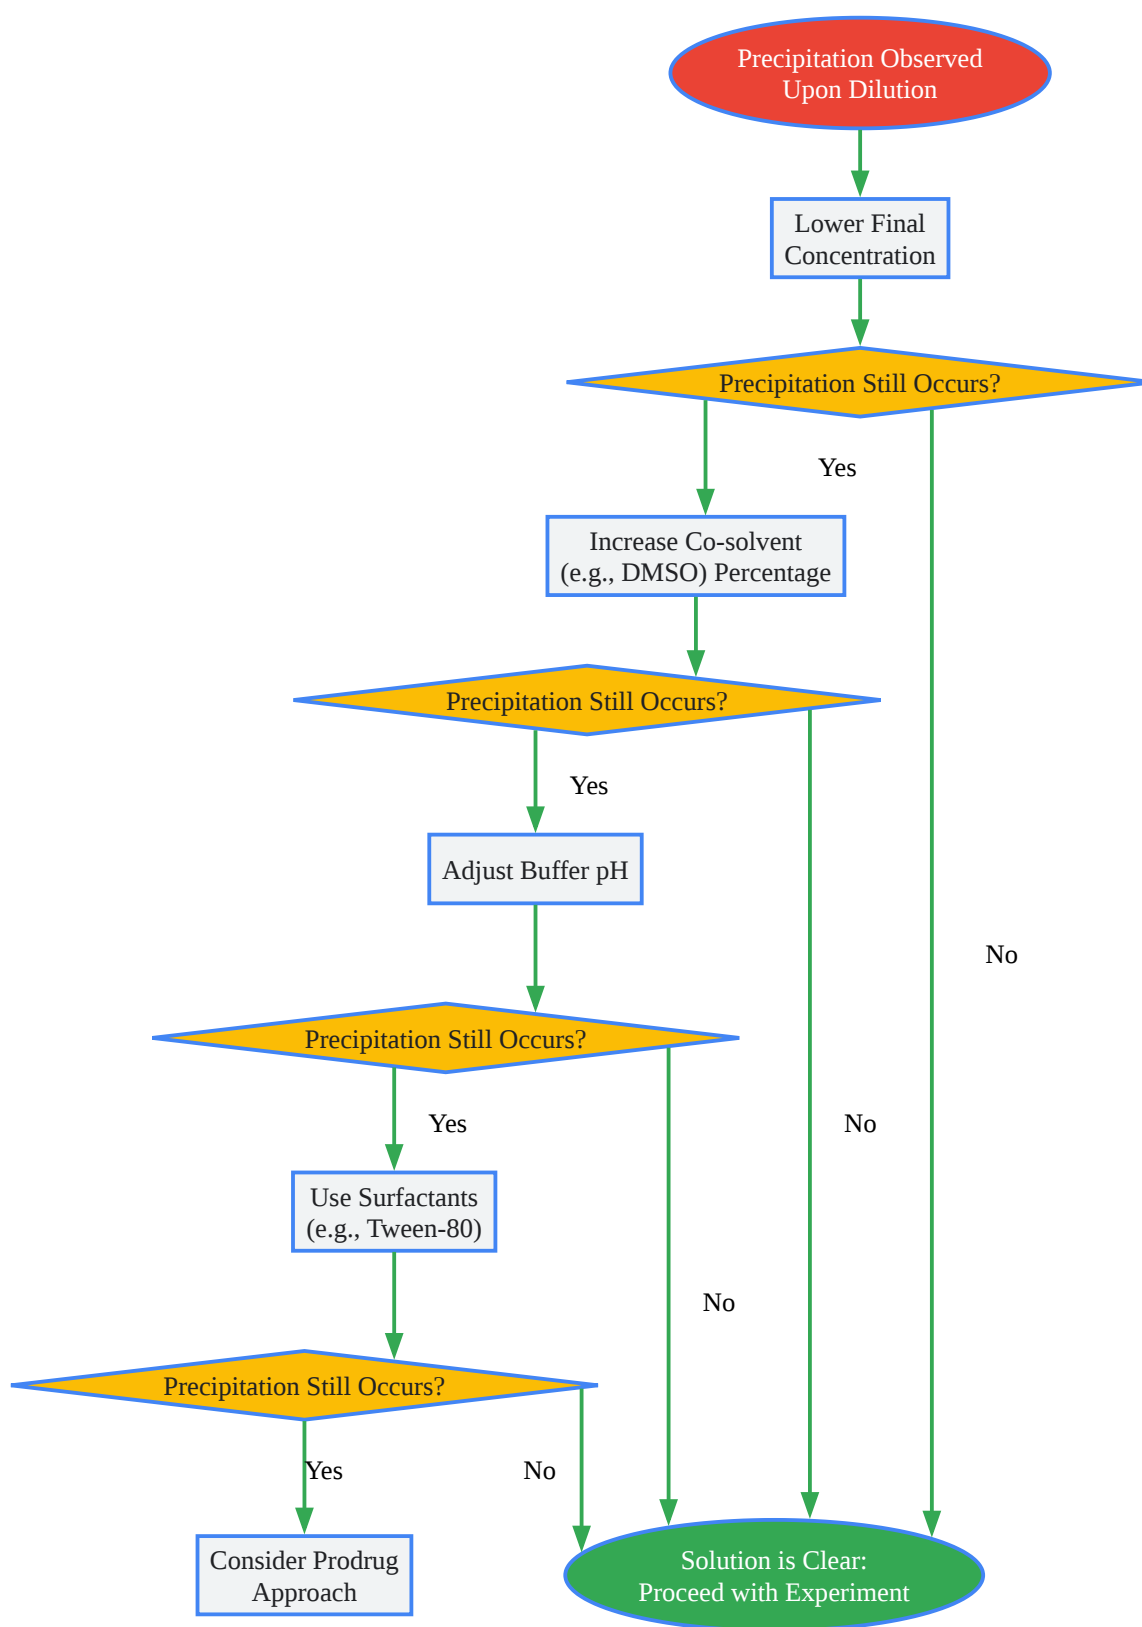 Precipitation Observed
Upon Dilution
Lower Final
Concentration
Precipitation Still Occurs?
Yes
Increase Co-solvent
(e.g., DMSO) Percentage
Precipitation Still Occurs?
Yes
Adjust Buffer pH
No
Precipitation Still Occurs?
Yes
No
Use Surfactants
(e.g., Tween-80)
No
Precipitation Still Occurs?
Yes
No
Consider Prodrug
Approach
Solution is Clear:
Proceed with Experiment